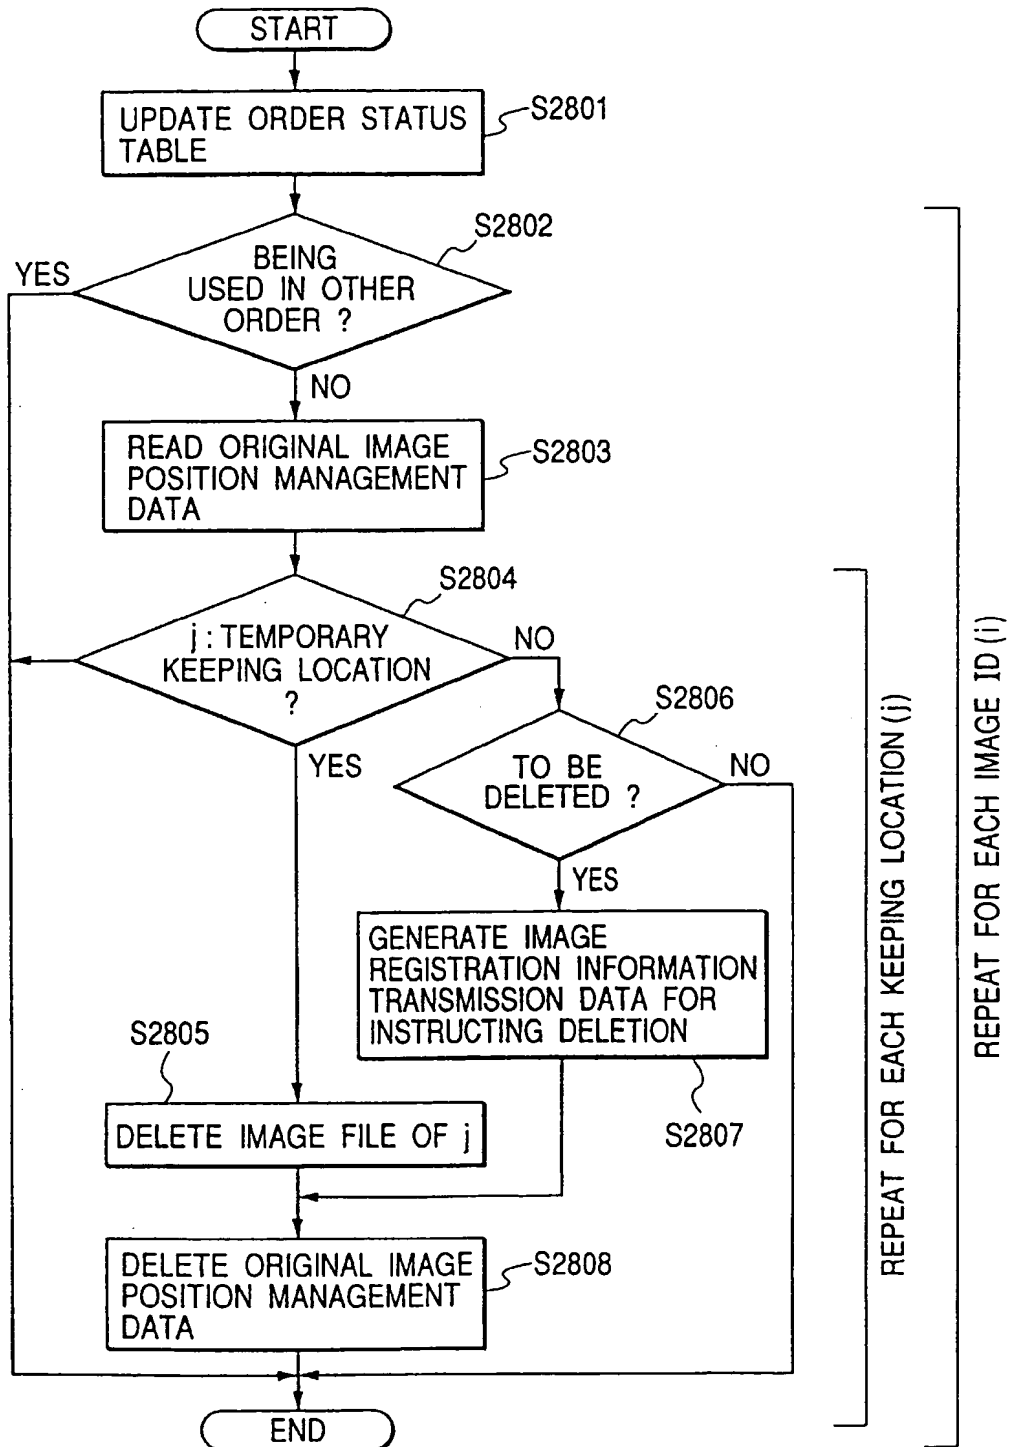 START
UPDATE ORDER STATUS
TABLE
S2801
S2802
BEING
USED IN OTHER
ORDER ?
YES
NO
READ ORIGINAL IMAGE
POSITION MANAGEMENT
DATA
S2803
S2804
j : TEMPORARY
KEEPING LOCATION
?
NO
YES
S2806
TO BE
DELETED ?
NO
YES
GENERATE IMAGE
REGISTRATION INFORMATION
TRANSMISSION DATA FOR
INSTRUCTING DELETION
S2807
S2805
DELETE IMAGE FILE OF j
DELETE ORIGINAL IMAGE
POSITION MANAGEMENT
DATA
S2808
END
REPEAT FOR EACH KEEPING LOCATION (j)
REPEAT FOR EACH IMAGE ID (i)